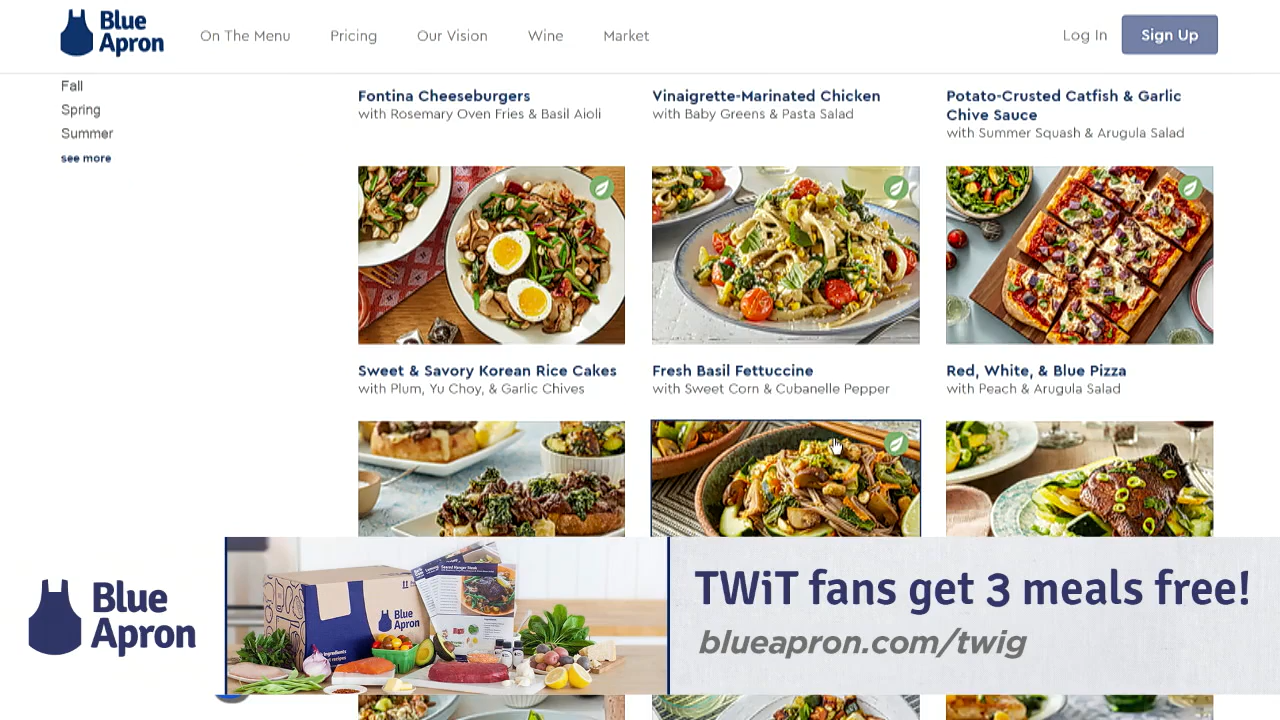 Blue
Apron
On The Menu
Pricing
Our Vision
Wine
Market
Log In
Sign Up
Fall
Spring
Summer
see more
Fontina Cheeseburgers
with Rosemary Oven Fries & Basil Aioli
Vinaigrette-Marinated Chicken
with Baby Greens & Pasta Salad
Potato-Crusted Catfish & Garlic
Chive Sauce
with Summer Squash & Arugula Salad
Sweet & Savory Korean Rice Cakes
with Plum, Yu Choy, & Garlic Chives
Fresh Basil Fettuccine
with Sweet Corn & Cubanelle Pepper
Red, White, & Blue Pizza
with Peach & Arugula Salad
Blue
Apron
Blue
Apron
TWiT fans get 3 meals free!
blueapron.com/twig